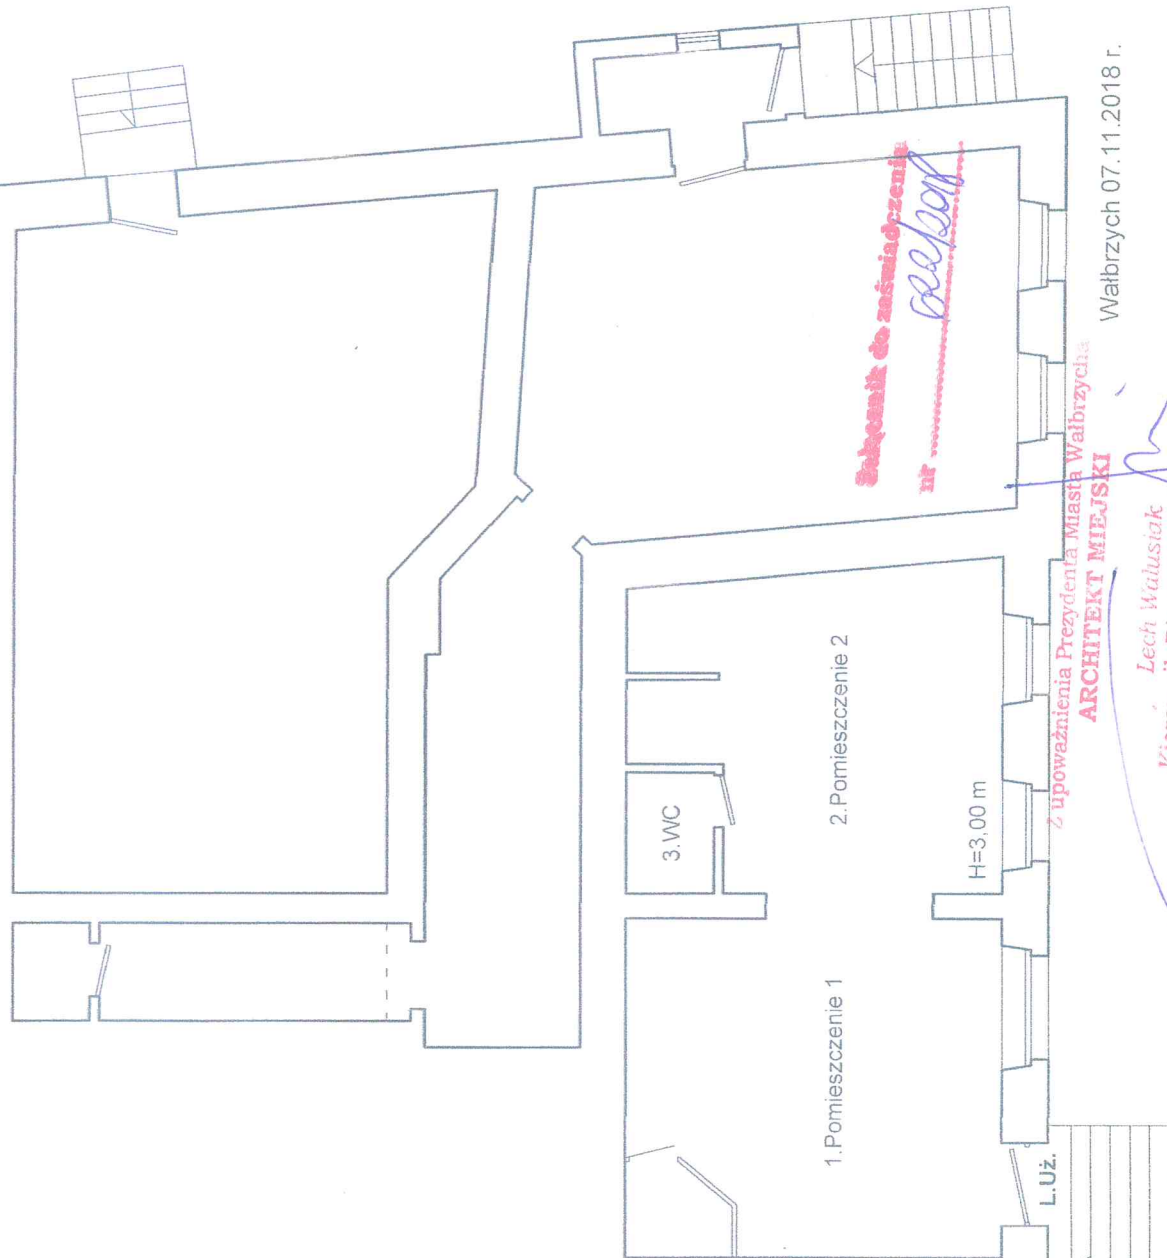 Wałbrzych 07.11.2018 r.
Załącznik do zaświadczenia
nr
Z upoważnienia Prezydenta Miasta Wałbrzycha
ARCHITEKT MIEJSKI
Lech Walusiak
3.WC
2.Pomieszczenie 2
H=3,00 m
1.Pomieszczenie 1
L.Uż.